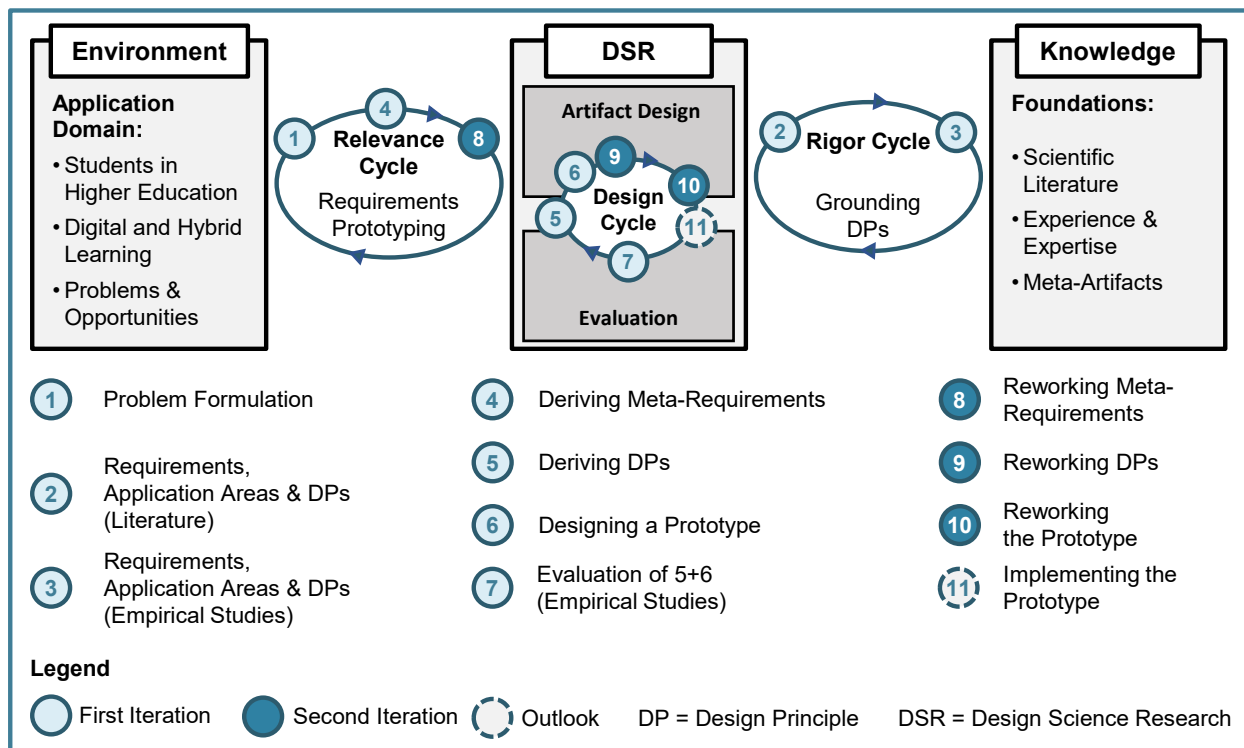 Environment
DSR
Knowledge
Application
Domain:
• Students in
Higher Education
• Digital and Hybrid
Learning
• Problems &
Opportunities
1
4
8
Relevance
Cycle
Requirements
Prototyping
Artifact Design
9
6
10
Design
Cycle
5
11
7
Evaluation
2
3
Rigor Cycle
Grounding
DPs
Foundations:
• Scientific
Literature
• Experience &
Expertise
• Meta-Artifacts
1 Problem Formulation
2 Requirements,
Application Areas & DPs
(Literature)
3 Requirements,
Application Areas & DPs
(Empirical Studies)
4 Deriving Meta-Requirements
5 Deriving DPs
6 Designing a Prototype
7 Evaluation of 5+6
(Empirical Studies)
8 Reworking Meta-
Requirements
9 Reworking DPs
10 Reworking
the Prototype
11 Implementing the
Prototype
Legend
First Iteration Second Iteration Outlook DP = Design Principle DSR = Design Science Research